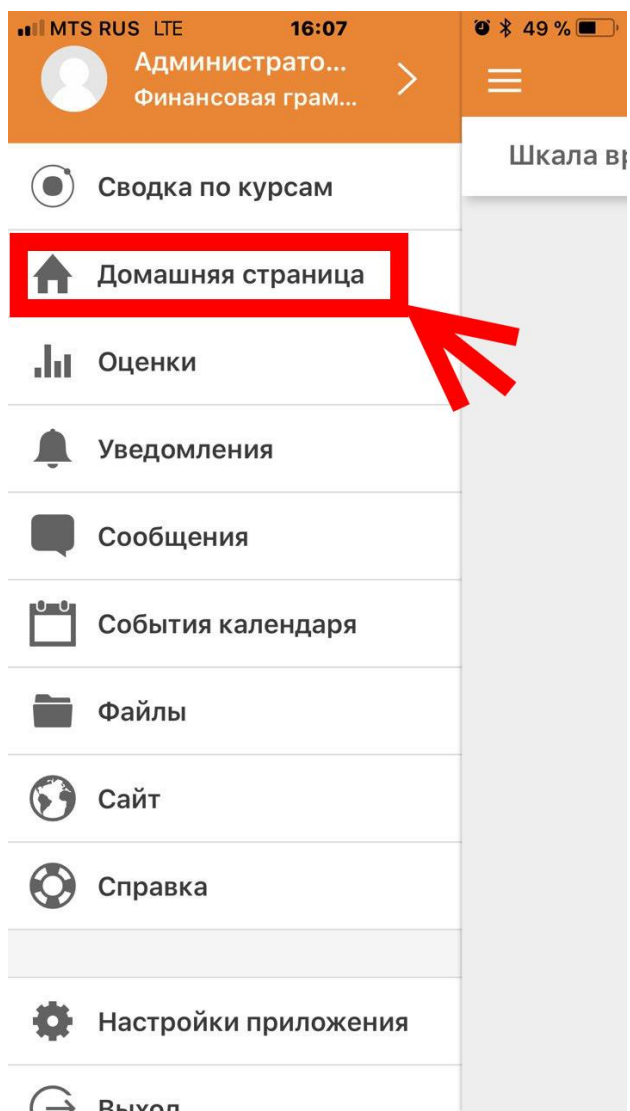 MTS RUS LTE 16:07 49 %
Администрато...
Финансовая грам...
Шкала вр
Сводка по курсам
Домашняя страница
Оценки
Уведомления
Сообщения
События календаря
Файлы
Сайт
Справка
Настройки приложения
Выход